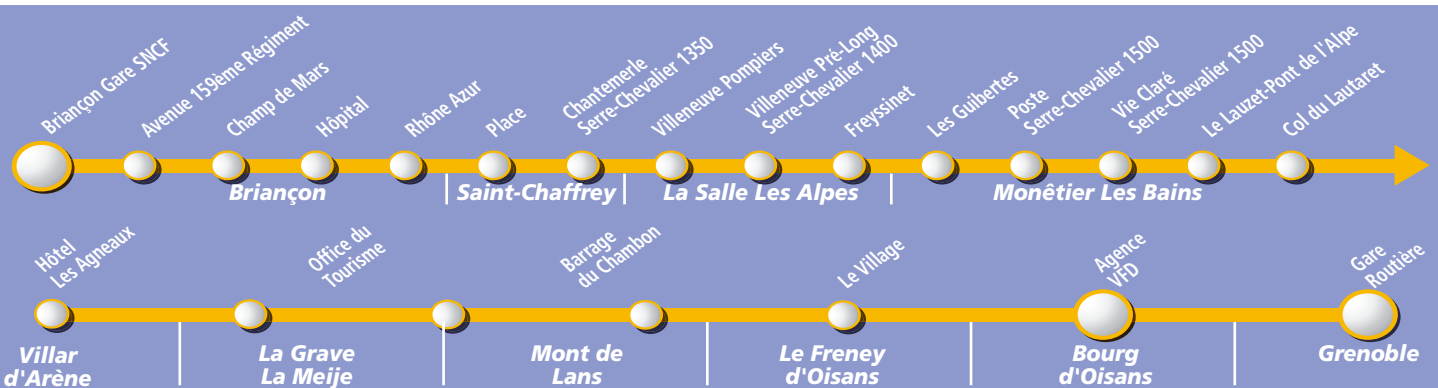 Briançon Gare SNCF
Avenue 159ème Régiment
Champ de Mars
Hôpital
Rhône Azur
Place
Chantemerle
Serre-Chevalier 1350
Villeneuve Pompiers
Villeneuve Pré-Long
Serre-Chevalier 1400
Freyssinet
Les Guibertes
Poste
Serre-Chevalier 1500
Vie Claré
Serre-Chevalier 1500
Le Lauzet-Pont de l'Alpe
Col du Lautaret
Briançon
Saint-Chaffrey
La Salle Les Alpes
Monêtier Les Bains
Hôtel
Les Agneaux
Office du
Tourisme
Barrage
du Chambon
Le Village
Agence
VFD
Gare
Routière
Villar
d'Arène
La Grave
La Meije
Mont de
Lans
Le Freney
d'Oisans
Bourg
d'Oisans
Grenoble